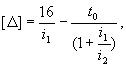 [△] = 16/i₁ − t₀/(1 + i₁/i₂) ,